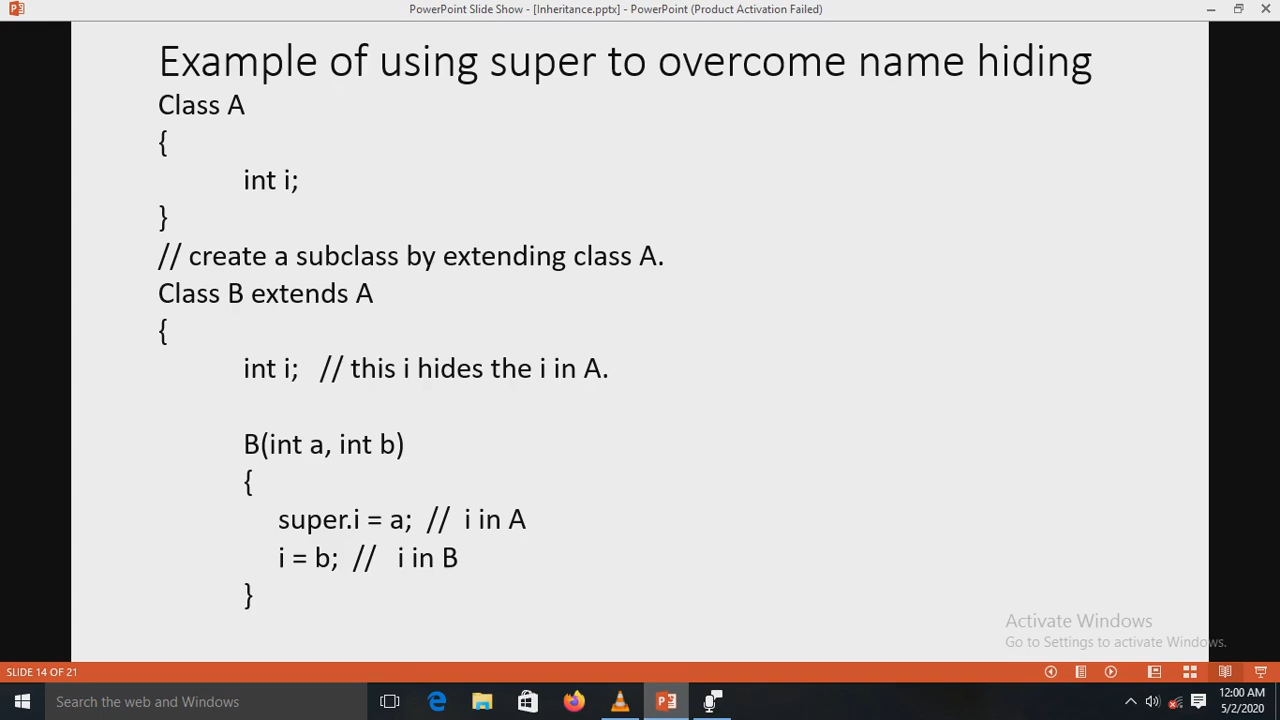 PowerPoint Slide Show - [Inheritance.pptx] - PowerPoint (Product Activation Failed)
Example of using super to overcome name hiding
Class A
{
int i;
}
// create a subclass by extending class A.
Class B extends A
{
int i; // this i hides the i in A.
B(int a, int b)
{
super.i = a; // i in A
i = b; // i in B
}
Activate Windows
Go to Settings to activate Windows.
SLIDE 14 OF 21
Search the web and Windows
12:00 AM
5/2/2020